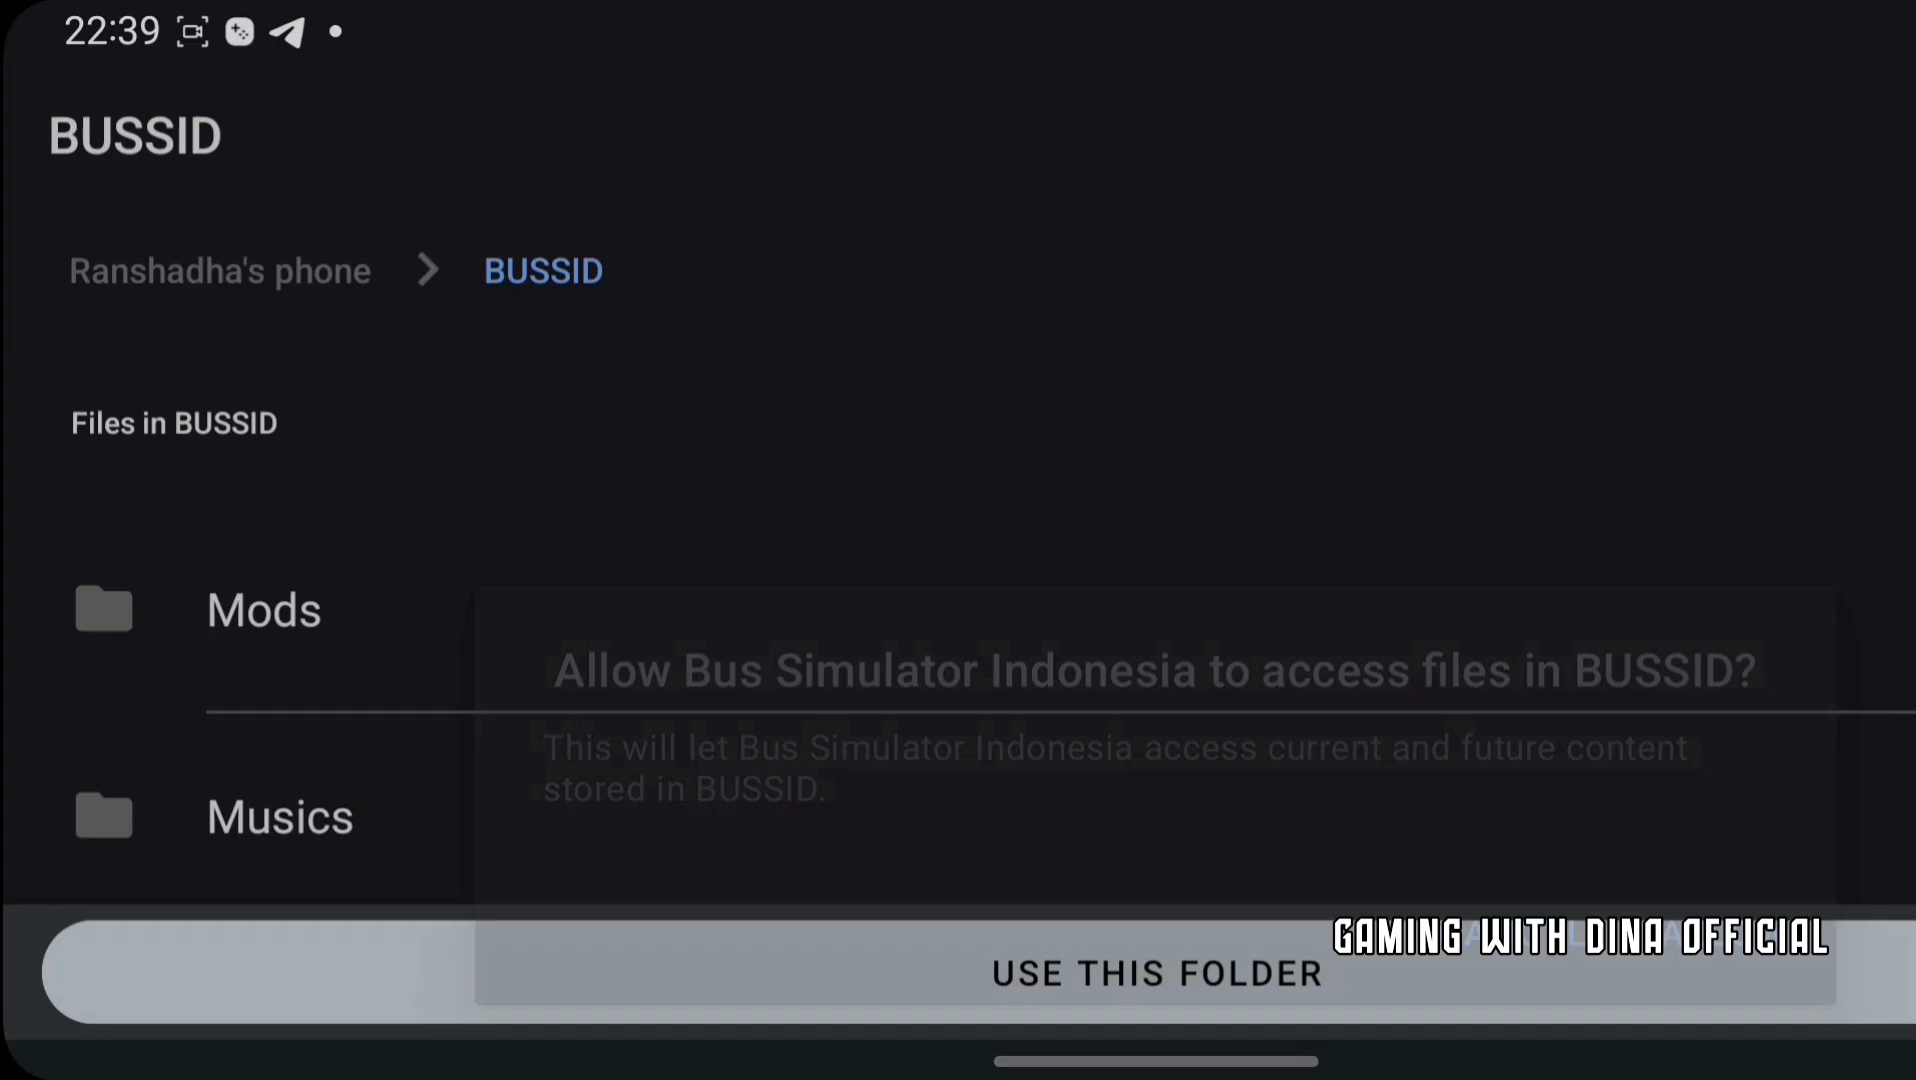 22:39
BUSSID
Ranshadha's phone
BUSSID
Files in BUSSID
Mods
Allow Bus Simulator Indonesia to access files in BUSSID?
This will let Bus Simulator Indonesia access current and future content
stored in BUSSID.
Musics
GAMING WITH DINA OFFICIAL
USE THIS FOLDER